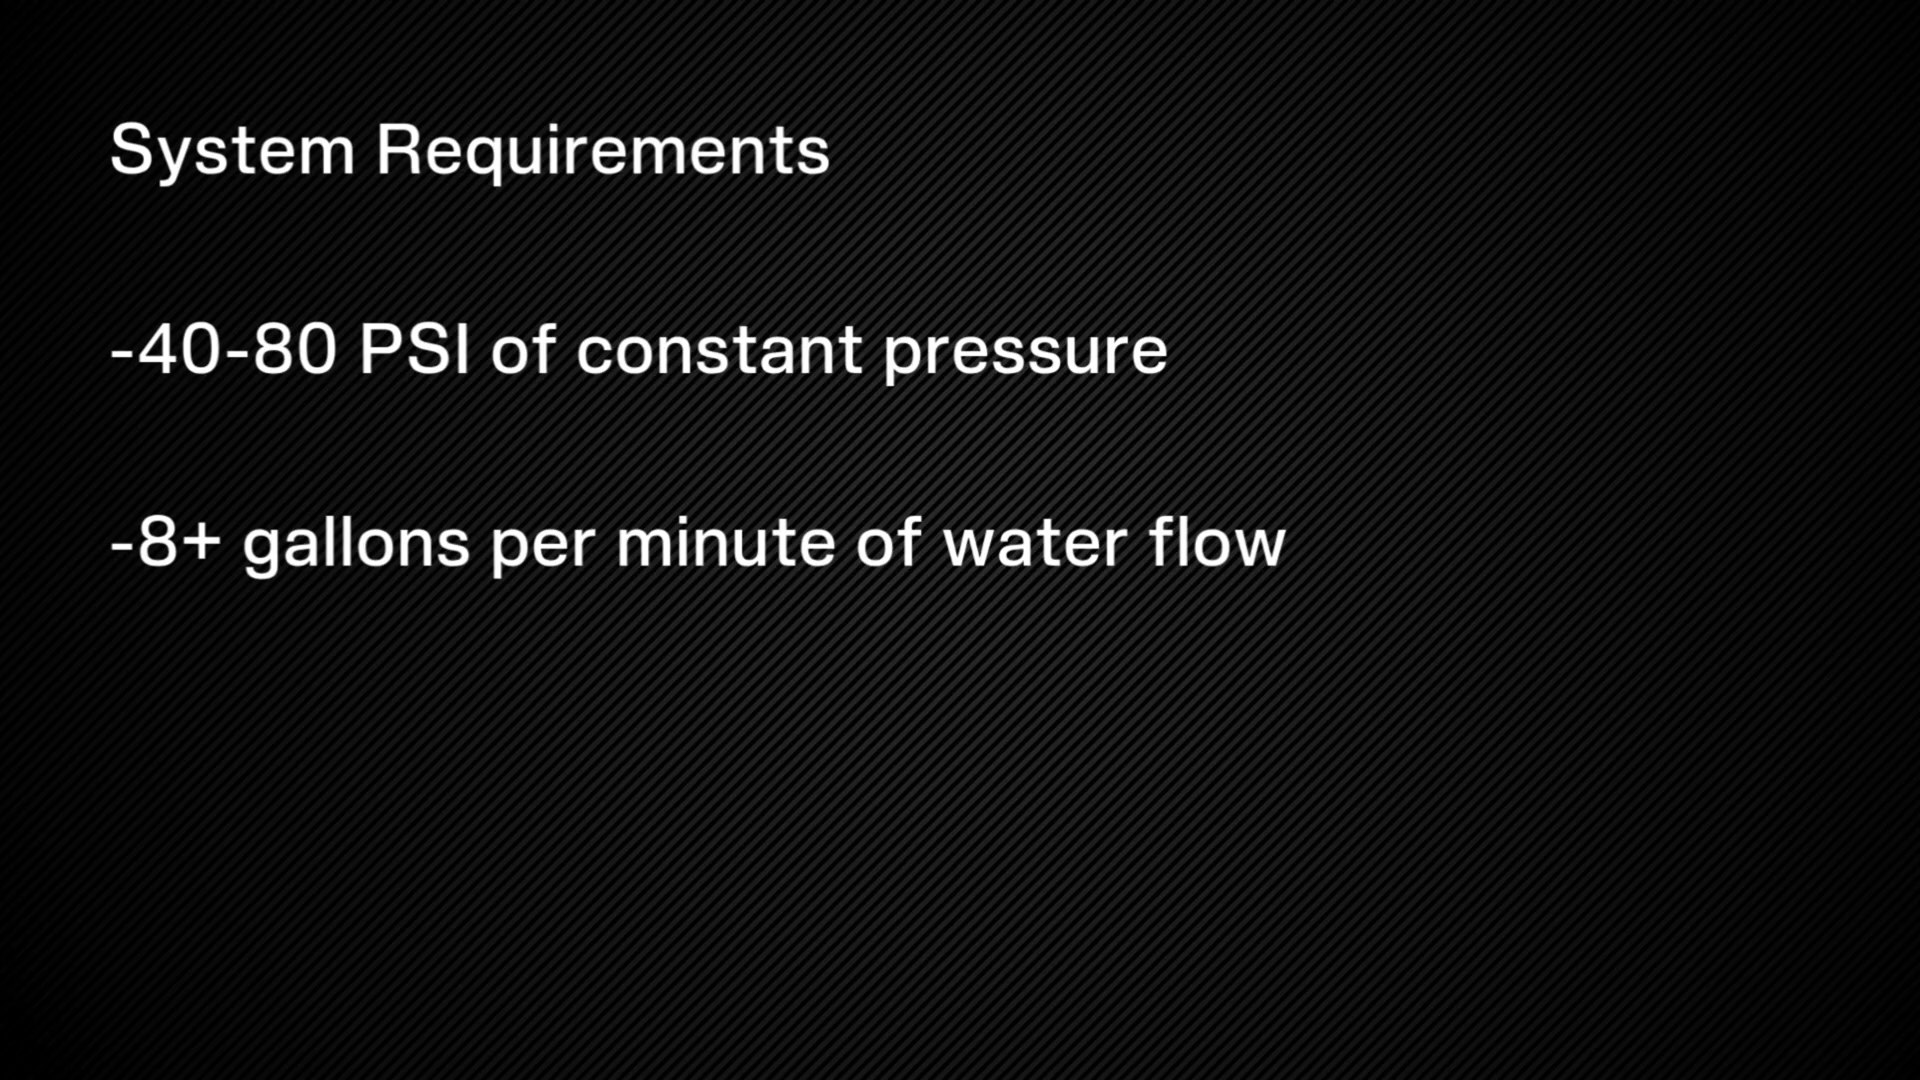 System Requirements
-40-80 PSI of constant pressure
-8+ gallons per minute of water flow